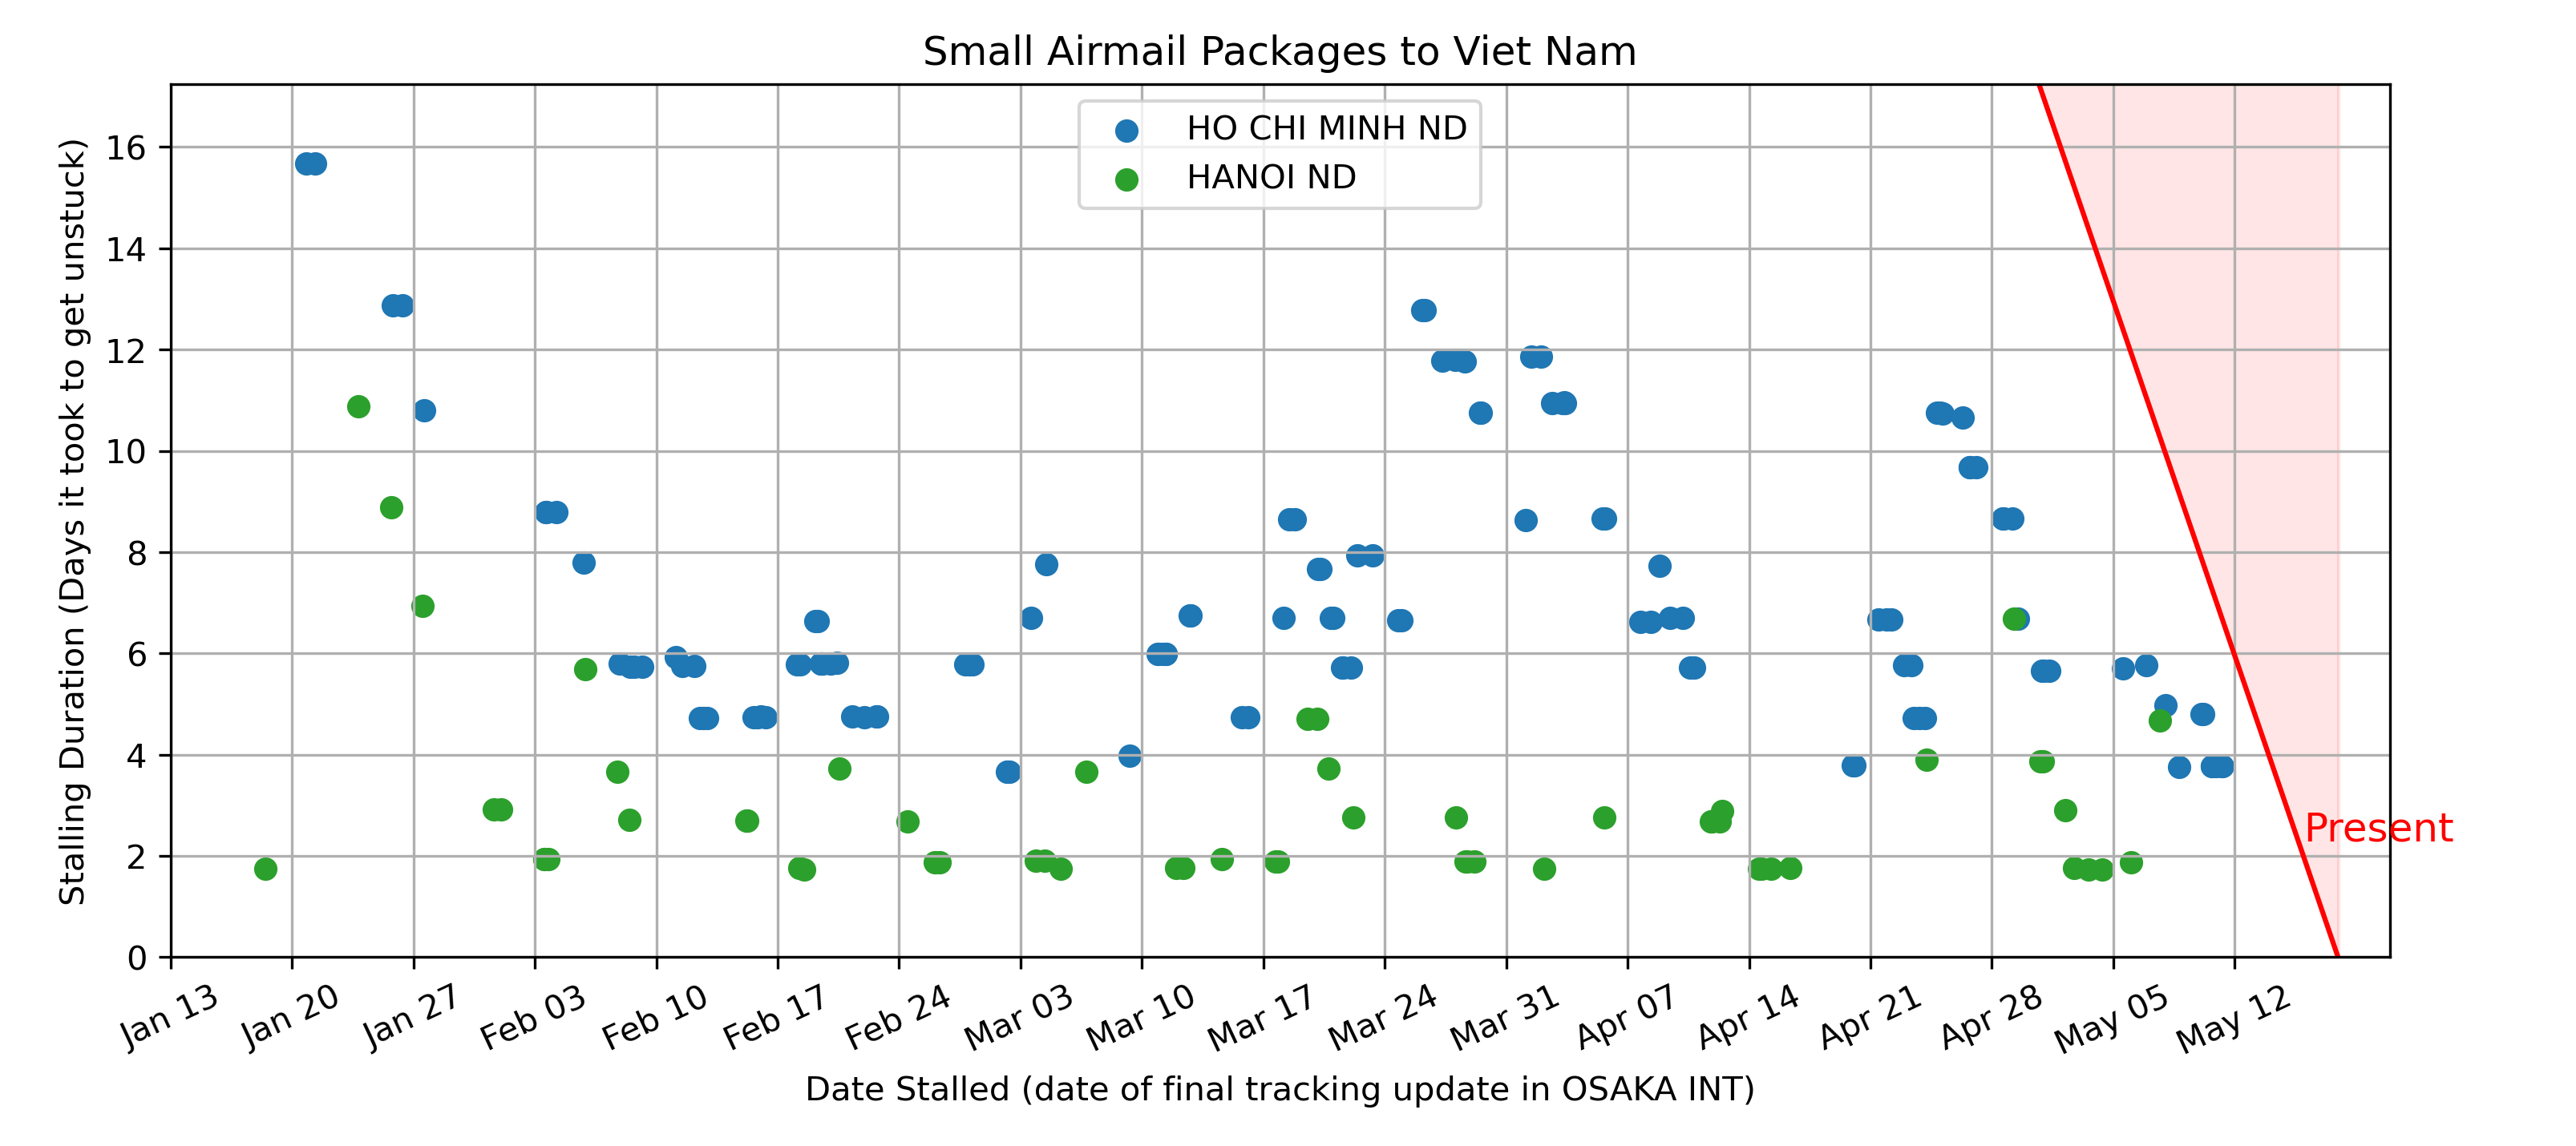 Small Airmail Packages to Viet Nam
HO CHI MINH ND
HANOI ND
Stalling Duration (Days it took to get unstuck)
16
14
12
10
8
6
4
2
0
Present
Jan 13
Jan 20
Jan 27
Feb 03
Feb 10
Feb 17
Feb 24
Mar 03
Mar 10
Mar 17
Mar 24
Mar 31
Apr 07
Apr 14
Apr 21
Apr 28
May 05
May 12
Date Stalled (date of final tracking update in OSAKA INT)